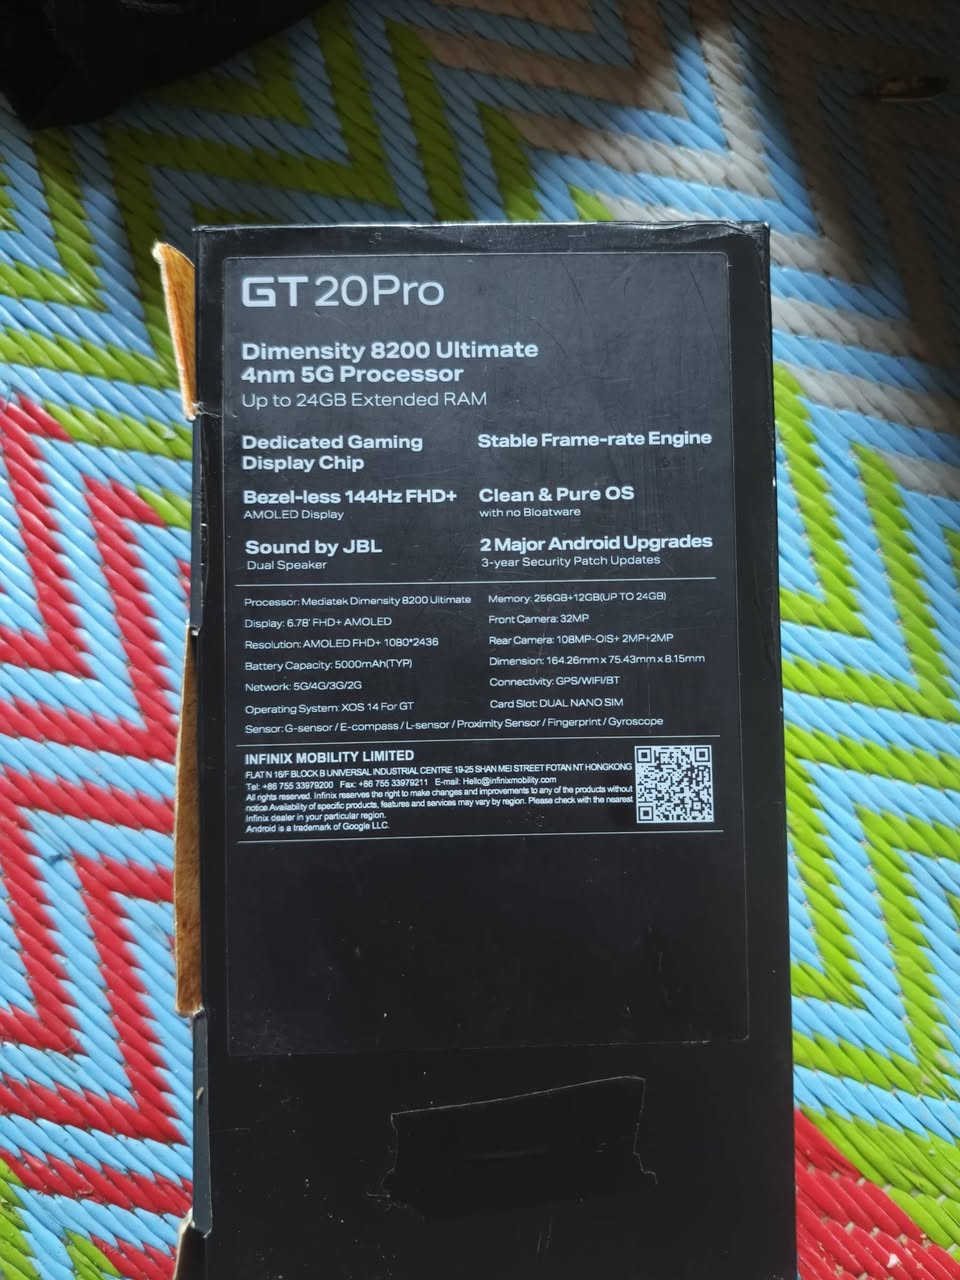 GT 20Pro
Dimensity 8200 Ultimate
4nm 5G Processor
Up to 24GB Extended RAM
Dedicated Gaming
Display Chip
Stable Frame-rate Engine
Bezel-less 144Hz FHD+
AMOLED Display
Clean & Pure OS
with no Bloatware
Sound by JBL
Dual Speaker
2 Major Android Upgrades
3-year Security Patch Updates
Processor: Mediatek Dimensity 8200 Ultimate
Display: 6.78' FHD+ AMOLED
Resolution: AMOLED FHD+ 1080*2436
Battery Capacity: 5000mAh(TYP)
Network: 5G/4G/3G/2G
Operating System: XOS 14 For GT
Memory: 256GB+12GB(UP TO 24GB)
Front Camera: 32MP
Rear Camera: 108MP-OIS+ 2MP+2MP
Dimension: 164.26mm x 75.43mm x 8.15mm
Connectivity: GPS/WIFI/BT
Card Slot: DUAL NANO SIM
Sensor: G-sensor / E-compass / L-sensor / Proximity Sensor / Fingerprint / Gyroscope
INFINIX MOBILITY LIMITED
FLAT N 16/F BLOCK B UNIVERSAL INDUSTRIAL CENTRE 19-25 SHAN MEI STREET FOTAN NT HONGKONG
Tel: +86 755 33979200 Fax: +86 755 33979211 E-mail: Hello@infinixmobility.com
All rights reserved. Infinix reserves the right to make changes and improvements to any of the products without
notice.Availability of specific products, features and services may vary by region. Please check with the nearest
Infinix dealer in your particular region.
Android is a trademark of Google LLC.